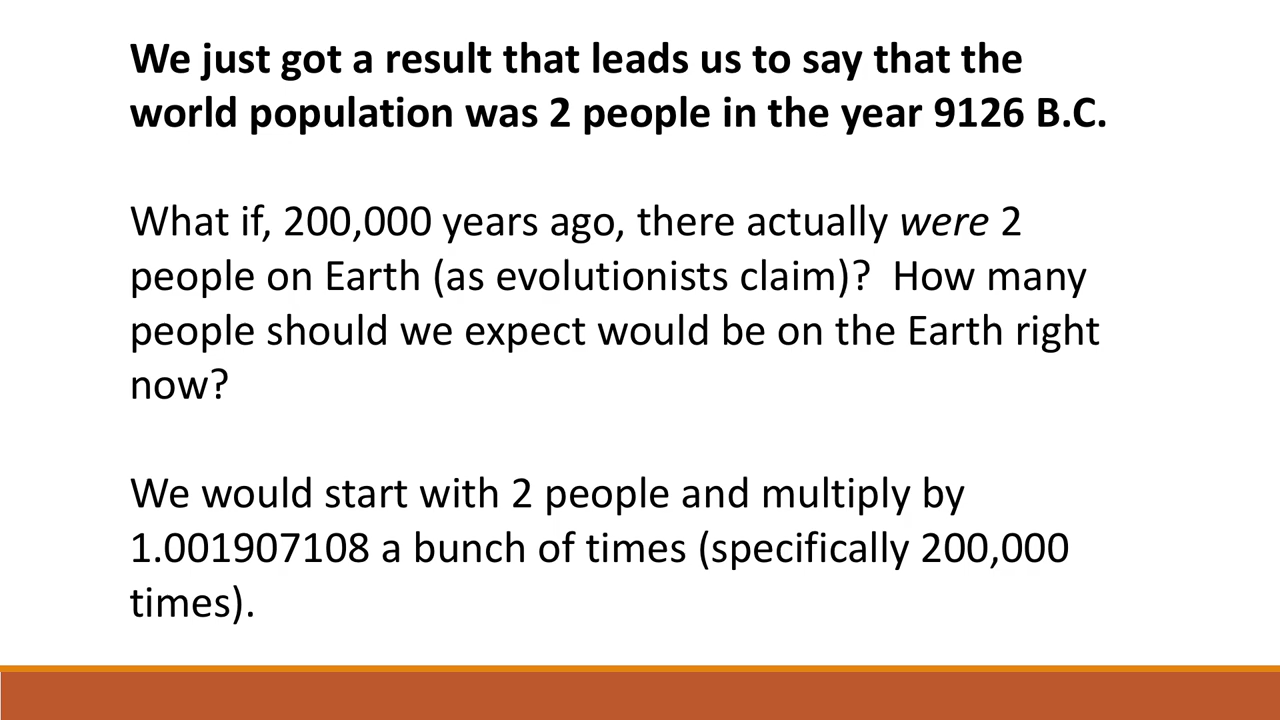 We just got a result that leads us to say that the
world population was 2 people in the year 9126 B.C.
What if, 200,000 years ago, there actually were 2
people on Earth (as evolutionists claim)?  How many
people should we expect would be on the Earth right
now?
We would start with 2 people and multiply by
1.001907108 a bunch of times (specifically 200,000
times).